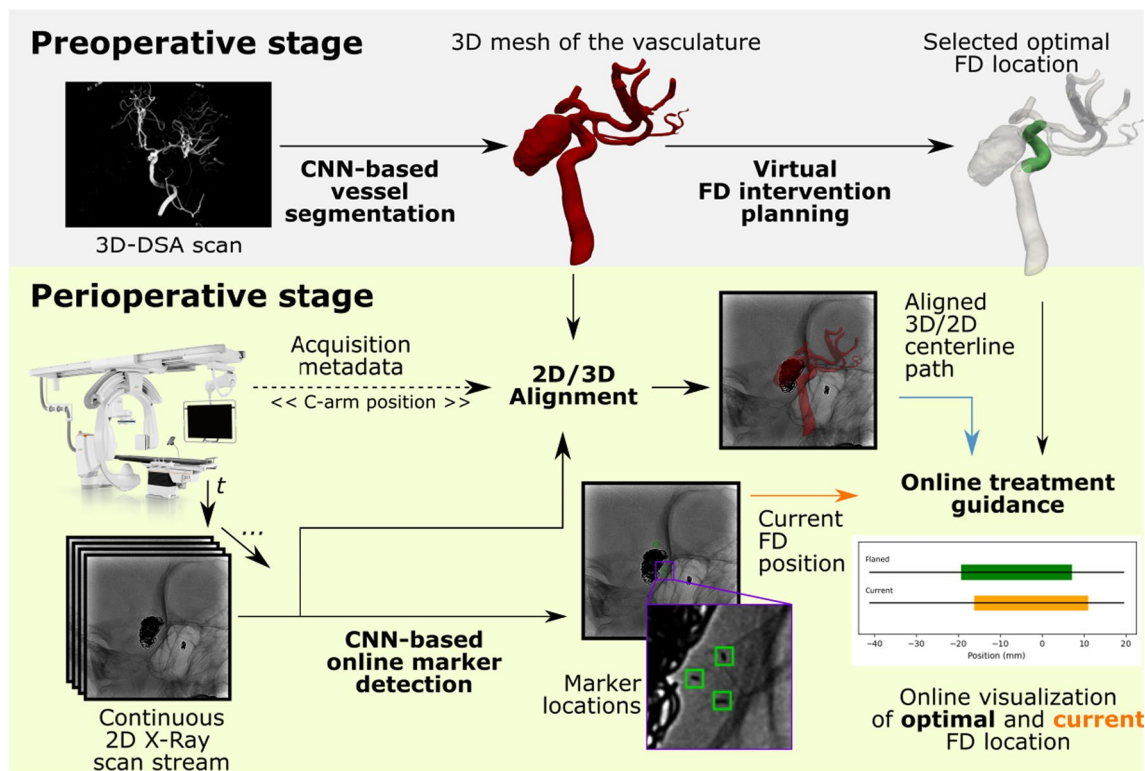 Preoperative stage
3D mesh of the vasculature
Selected optimal
FD location
CNN-based
vessel
segmentation
Virtual
FD intervention
planning
3D-DSA scan
Perioperative stage
Acquisition
metadata
<< C-arm position >>
2D/3D
Alignment
Aligned
3D/2D
centerline
path
t
...
Online treatment
guidance
Current
FD
position
Flaned
Current
−40 −30 −20 −10 0 10 20
Position (mm)
CNN-based
online marker
detection
Marker
locations
Continuous
2D X-Ray
scan stream
Online visualization
of optimal and current
FD location